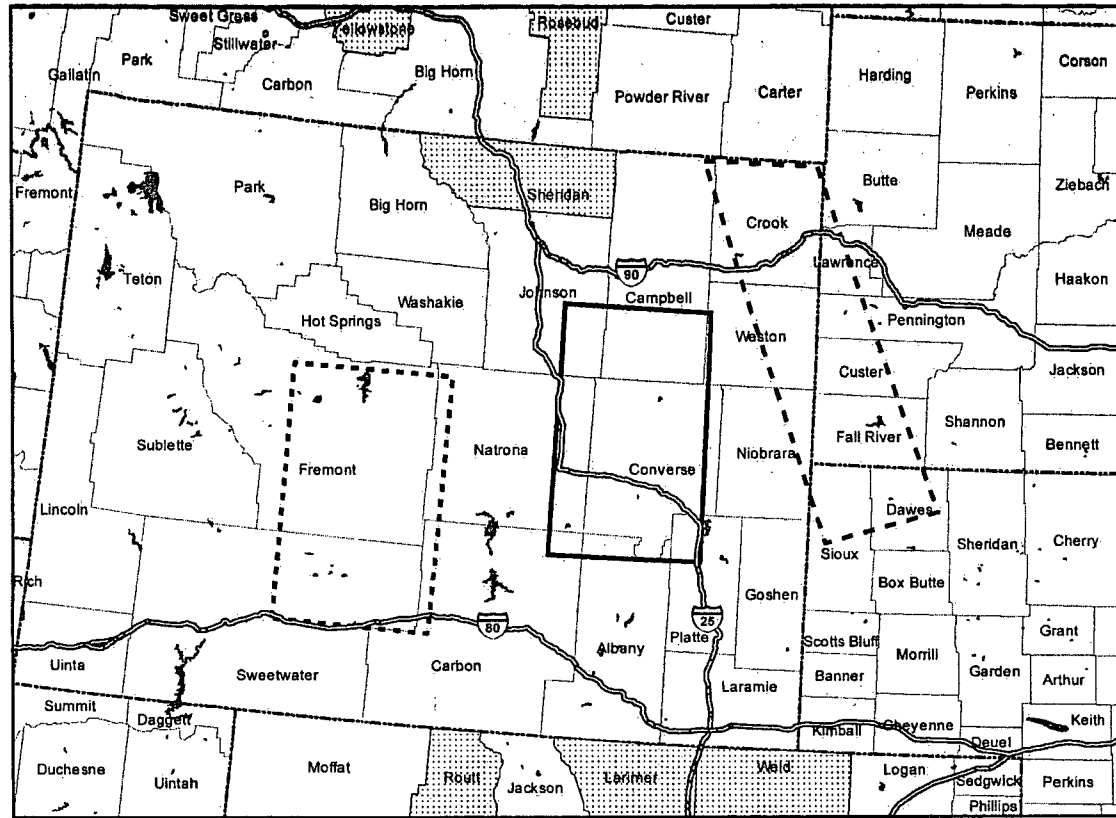 Sweet Grass
Yellowstone
Rosebud
Custer
Stillwater
Park
Gallatin
Carbon
Big Horn
Powder River
Carter
Harding
Perkins
Corson
Fremont
Park
Big Horn
Sheridan
Crook
Butte
Ziebach
Meade
Teton
Washakie
Johnson
90
Campbell
Lawrence
Haakon
Hot Springs
Weston
Pennington
Custer
Jackson
Sublette
Fremont
Natrona
Converse
Niobrara
Fall River
Shannon
Bennett
Lincoln
Dawes
Sioux
Sheridan
Cherry
Rich
Box Butte
Goshen
80
25
Platte
Albany
Scotts Bluff
Morrill
Garden
Grant
Arthur
Uinta
Sweetwater
Carbon
Laramie
Banner
Summit
Daggett
Kimball
Cheyenne
Deuel
Keith
Duchesne
Uintah
Moffat
Routt
Jackson
Larimer
Weld
Logan
Sedgwick
Perkins
Phillips